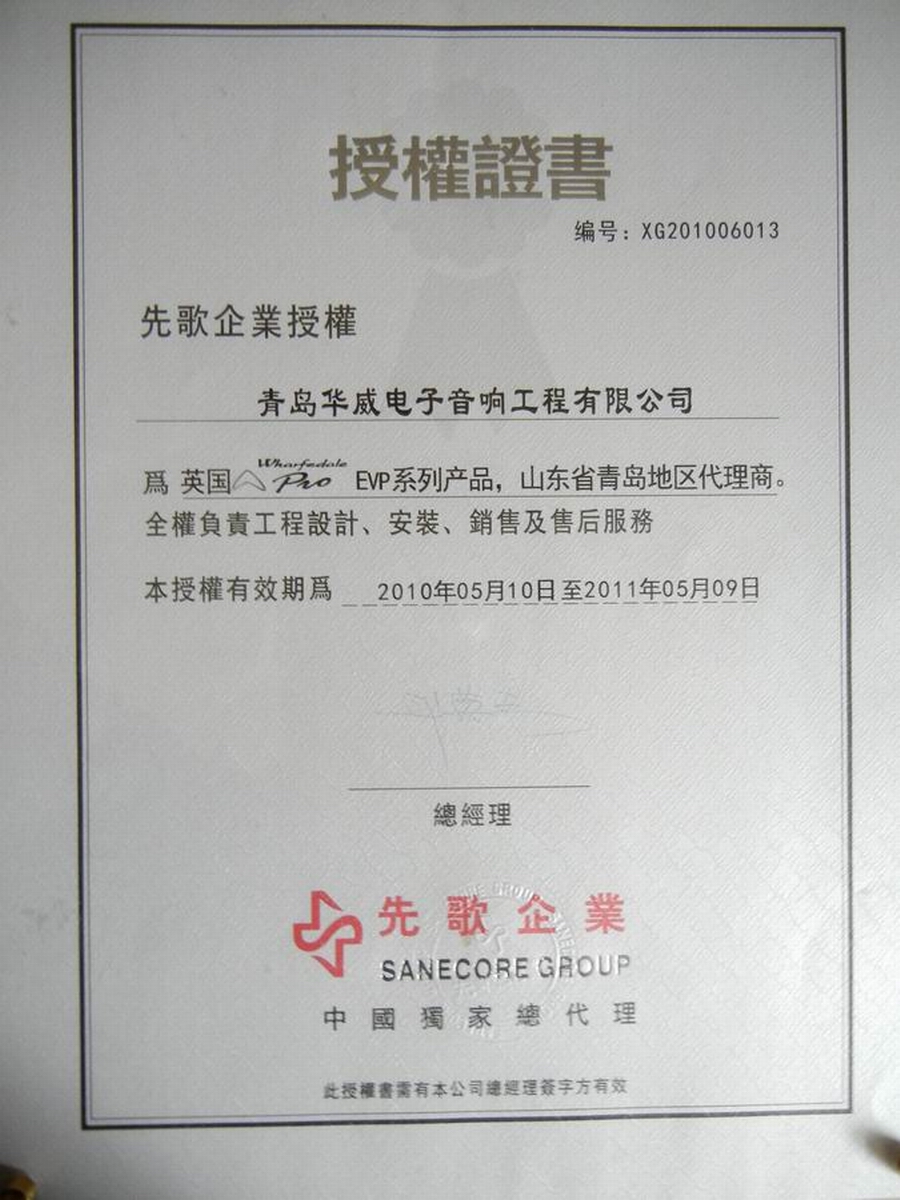 授權證書
编号：XG201006013
先歌企業授權
青岛华威电子音响工程有限公司
爲 英国 Wharfedale Pro EVP系列产品，山东省青岛地区代理商。
全權負責工程設計、安裝、銷售及售后服務
本授權有效期爲 2010年05月10日至2011年05月09日
總經理
先歌企業
SANECORE GROUP
中國獨家總代理
此授權書需有本公司總經理簽字方有效